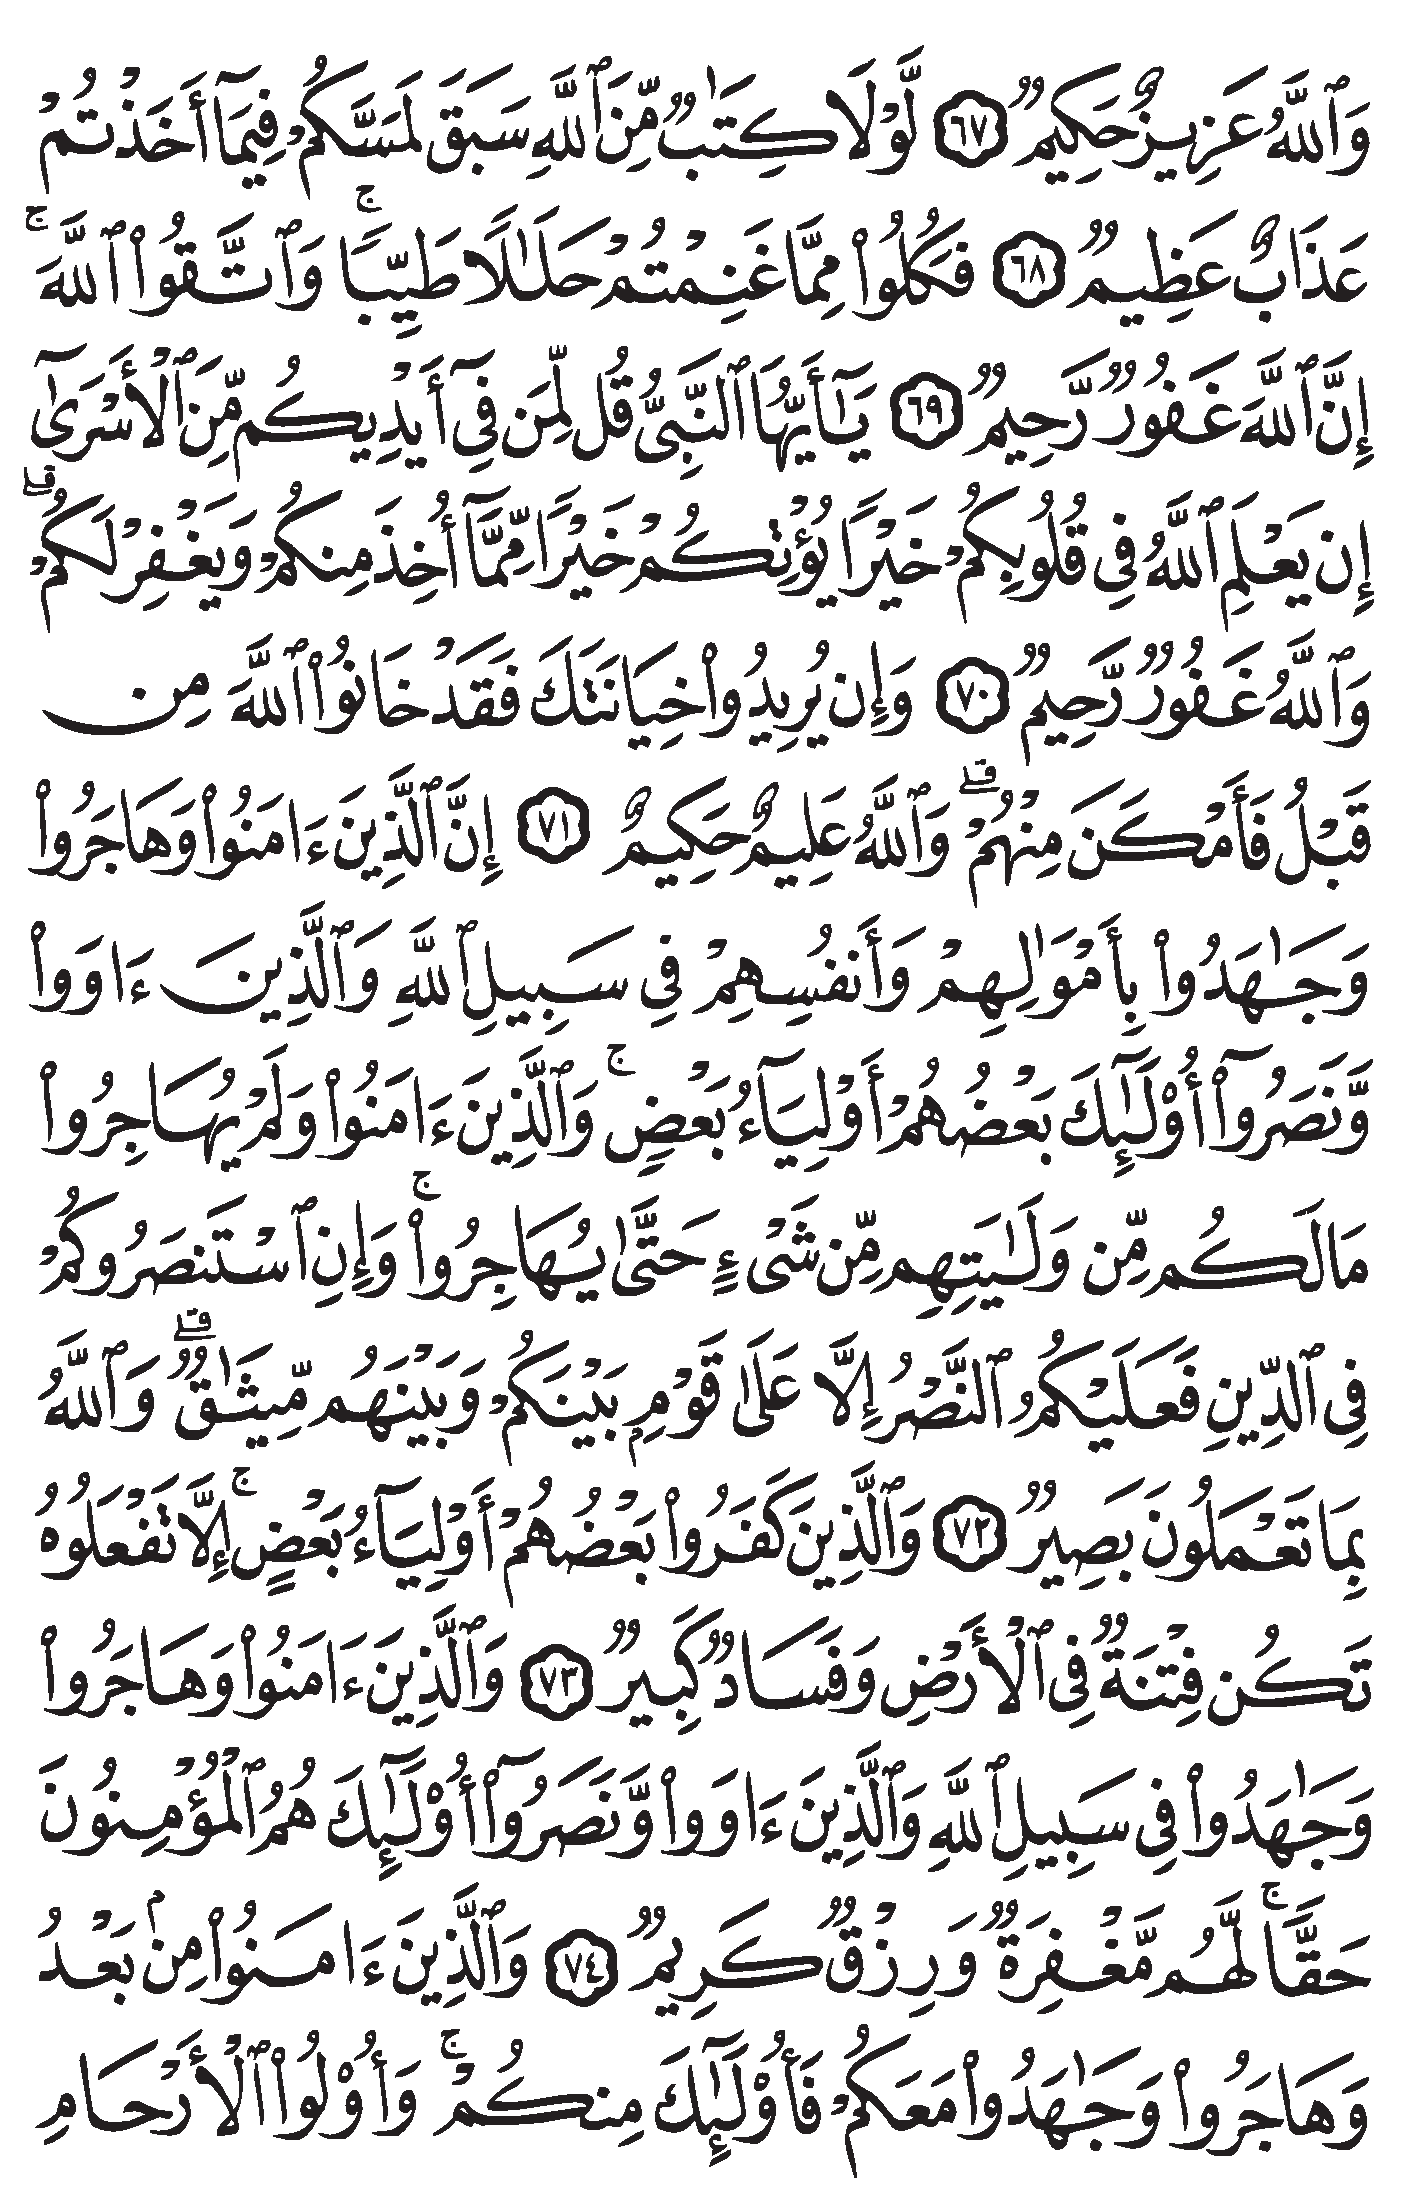 وَٱللَّهُ عَزِيزٌ حَكِيمٌ ٦٧ لَّوْلَا كِتَٰبٌ مِّنَ ٱللَّهِ سَبَقَ لَمَسَّكُمْ فِيمَآ أَخَذْتُمْ
عَذَابٌ عَظِيمٌ ٦٨ فَكُلُوا۟ مِمَّا غَنِمْتُمْ حَلَٰلًا طَيِّبًا ۚ وَٱتَّقُوا۟ ٱللَّهَ ۚ
إِنَّ ٱللَّهَ غَفُورٌ رَّحِيمٌ ٦٩ يَٰٓأَيُّهَا ٱلنَّبِىُّ قُل لِّمَن فِىٓ أَيْدِيكُم مِّنَ ٱلْأَسْرَىٰٓ
إِن يَعْلَمِ ٱللَّهُ فِى قُلُوبِكُمْ خَيْرًا يُؤْتِكُمْ خَيْرًا مِّمَّآ أُخِذَ مِنكُمْ وَيَغْفِرْ لَكُمْ ۗ
وَٱللَّهُ غَفُورٌ رَّحِيمٌ ٧٠ وَإِن يُرِيدُوا۟ خِيَانَتَكَ فَقَدْ خَانُوا۟ ٱللَّهَ مِن
قَبْلُ فَأَمْكَنَ مِنْهُمْ ۗ وَٱللَّهُ عَلِيمٌ حَكِيمٌ ٧١ إِنَّ ٱلَّذِينَ ءَامَنُوا۟ وَهَاجَرُوا۟
وَجَٰهَدُوا۟ بِأَمْوَٰلِهِمْ وَأَنفُسِهِمْ فِى سَبِيلِ ٱللَّهِ وَٱلَّذِينَ ءَاوَوا۟
وَّنَصَرُوٓا۟ أُو۟لَٰٓئِكَ بَعْضُهُمْ أَوْلِيَآءُ بَعْضٍ ۚ وَٱلَّذِينَ ءَامَنُوا۟ وَلَمْ يُهَاجِرُوا۟
مَا لَكُم مِّن وَلَٰيَتِهِم مِّن شَىْءٍ حَتَّىٰ يُهَاجِرُوا۟ ۚ وَإِنِ ٱسْتَنصَرُوكُمْ
فِى ٱلدِّينِ فَعَلَيْكُمُ ٱلنَّصْرُ إِلَّا عَلَىٰ قَوْمٍۭ بَيْنَكُمْ وَبَيْنَهُم مِّيثَٰقٌ ۗ وَٱللَّهُ
بِمَا تَعْمَلُونَ بَصِيرٌ ٧٢ وَٱلَّذِينَ كَفَرُوا۟ بَعْضُهُمْ أَوْلِيَآءُ بَعْضٍ ۚ إِلَّا تَفْعَلُوهُ
تَكُن فِتْنَةٌ فِى ٱلْأَرْضِ وَفَسَادٌ كَبِيرٌ ٧٣ وَٱلَّذِينَ ءَامَنُوا۟ وَهَاجَرُوا۟
وَجَٰهَدُوا۟ فِى سَبِيلِ ٱللَّهِ وَٱلَّذِينَ ءَاوَوا۟ وَّنَصَرُوٓا۟ أُو۟لَٰٓئِكَ هُمُ ٱلْمُؤْمِنُونَ
حَقًّا ۚ لَّهُم مَّغْفِرَةٌ وَرِزْقٌ كَرِيمٌ ٧٤ وَٱلَّذِينَ ءَامَنُوا۟ مِنۢ بَعْدُ
وَهَاجَرُوا۟ وَجَٰهَدُوا۟ مَعَكُمْ فَأُو۟لَٰٓئِكَ مِنكُمْ ۚ وَأُو۟لُوا۟ ٱلْأَرْحَامِ